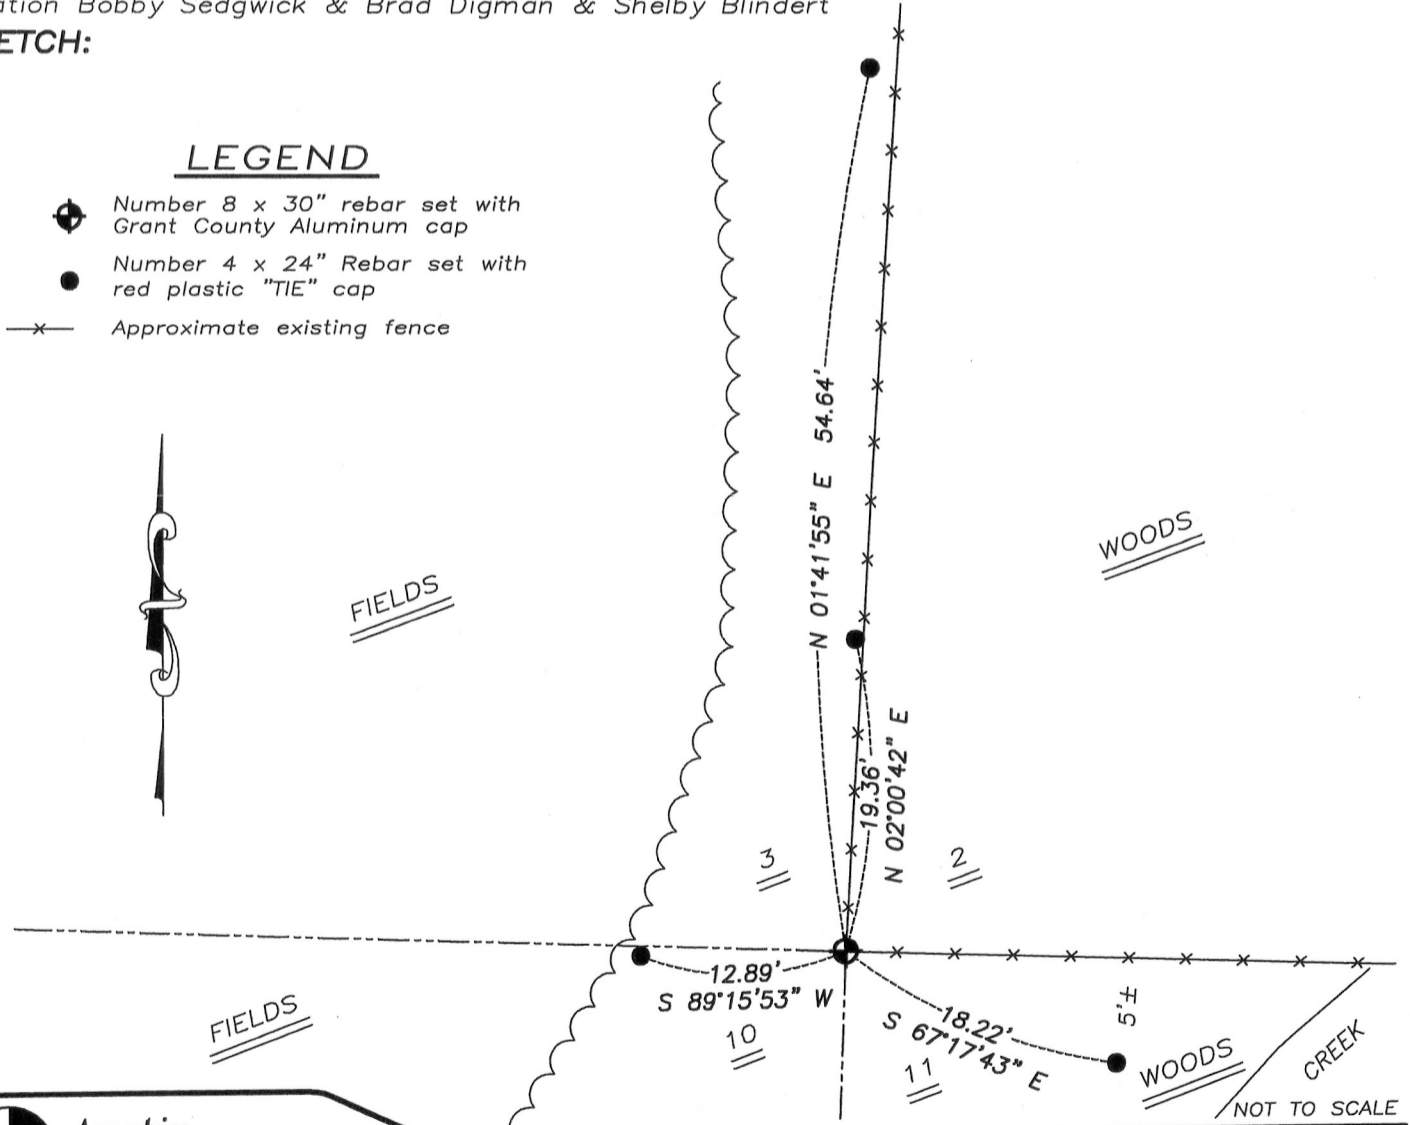 Bobby Sedgwick & Brad Digman & Shelby Blindert
LEGEND
Number 8 x 30" rebar set with
Grant County Aluminum cap
Number 4 x 24" Rebar set with
red plastic "TIE" cap
Approximate existing fence
N 01°41'55" E 54.64'
WOODS
FIELDS
19.36'
N 02°00'42" E
3
2
12.89'
S 89°15'53" W
18.22'
S 67°17'43" E
5'±
10
11
FIELDS
WOODS
CREEK
NOT TO SCALE